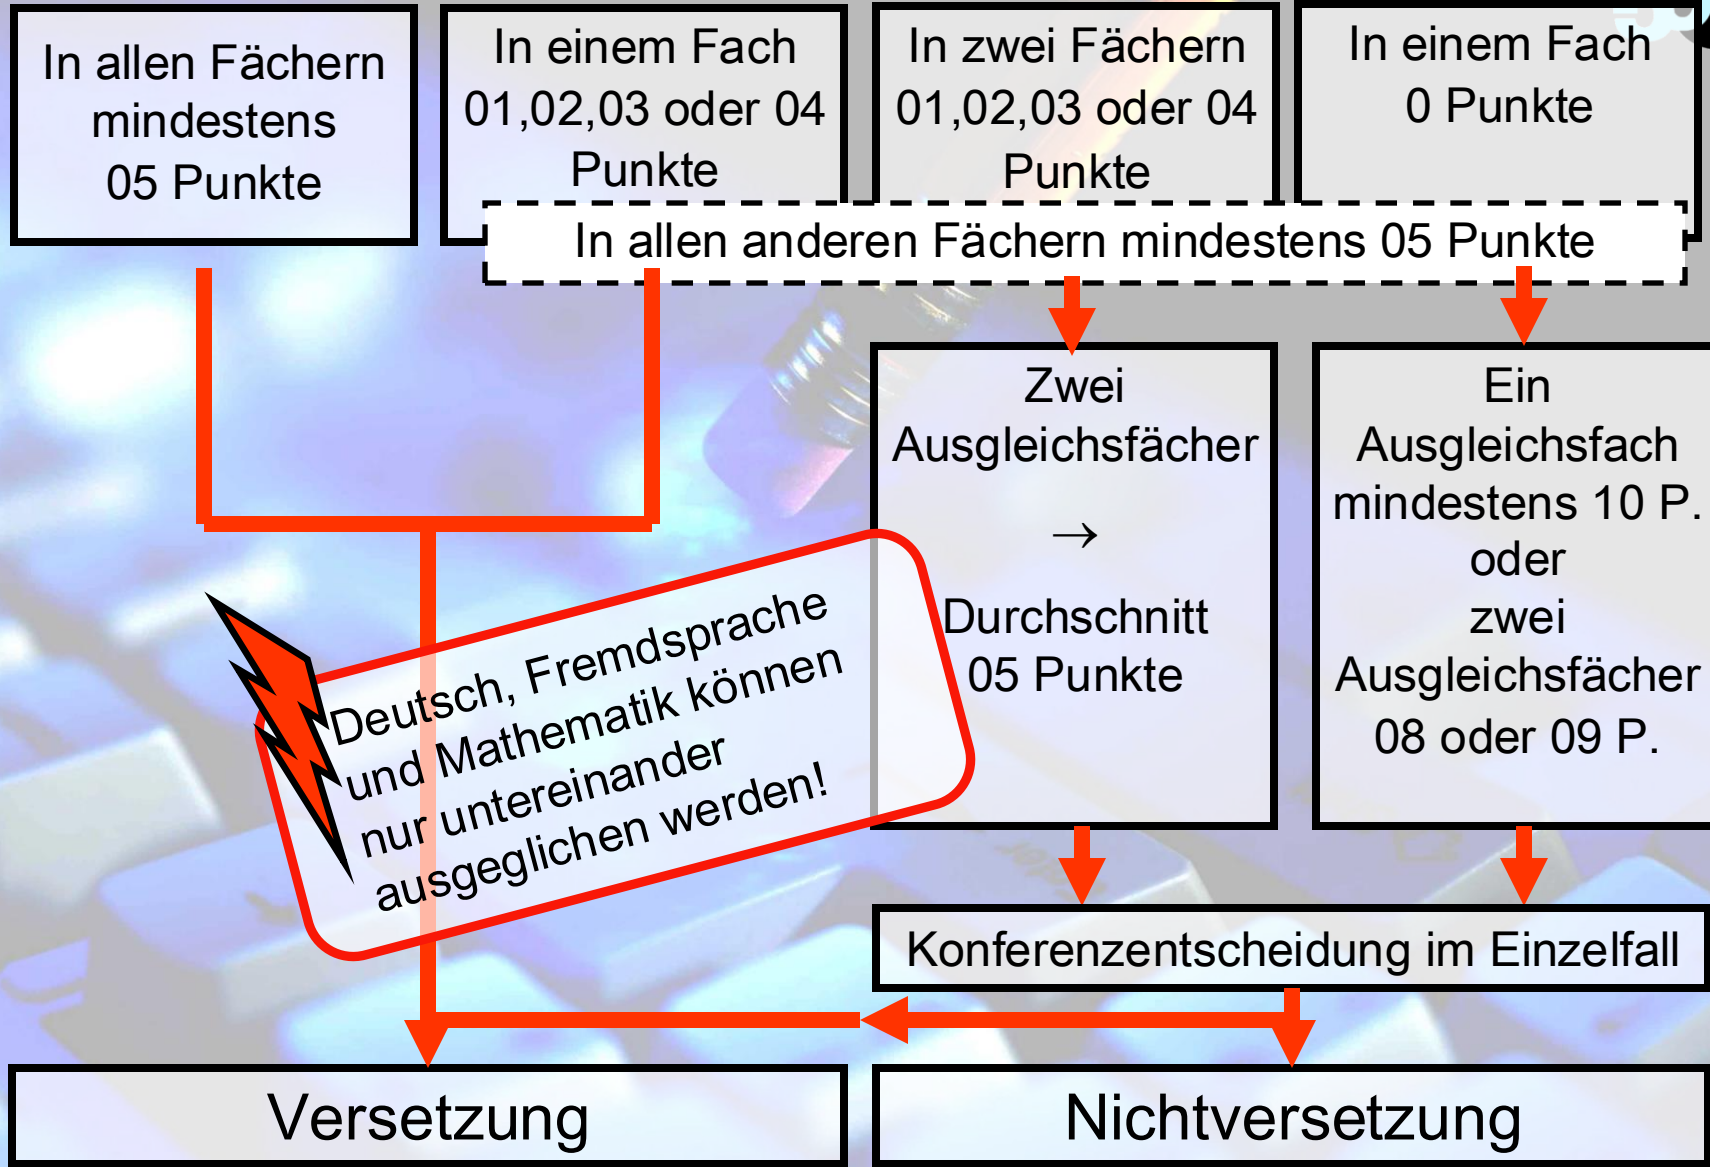 In allen Fächern
mindestens
05 Punkte
In einem Fach
01,02,03 oder 04
Punkte
In zwei Fächern
01,02,03 oder 04
Punkte
In einem Fach
0 Punkte
In allen anderen Fächern mindestens 05 Punkte
Zwei
Ausgleichsfächer
→
Durchschnitt
05 Punkte
Ein
Ausgleichsfach
mindestens 10 P.
oder
zwei
Ausgleichsfächer
08 oder 09 P.
Deutsch, Fremdsprache
und Mathematik können
nur untereinander
ausgeglichen werden!
Konferenzentscheidung im Einzelfall
Versetzung
Nichtversetzung